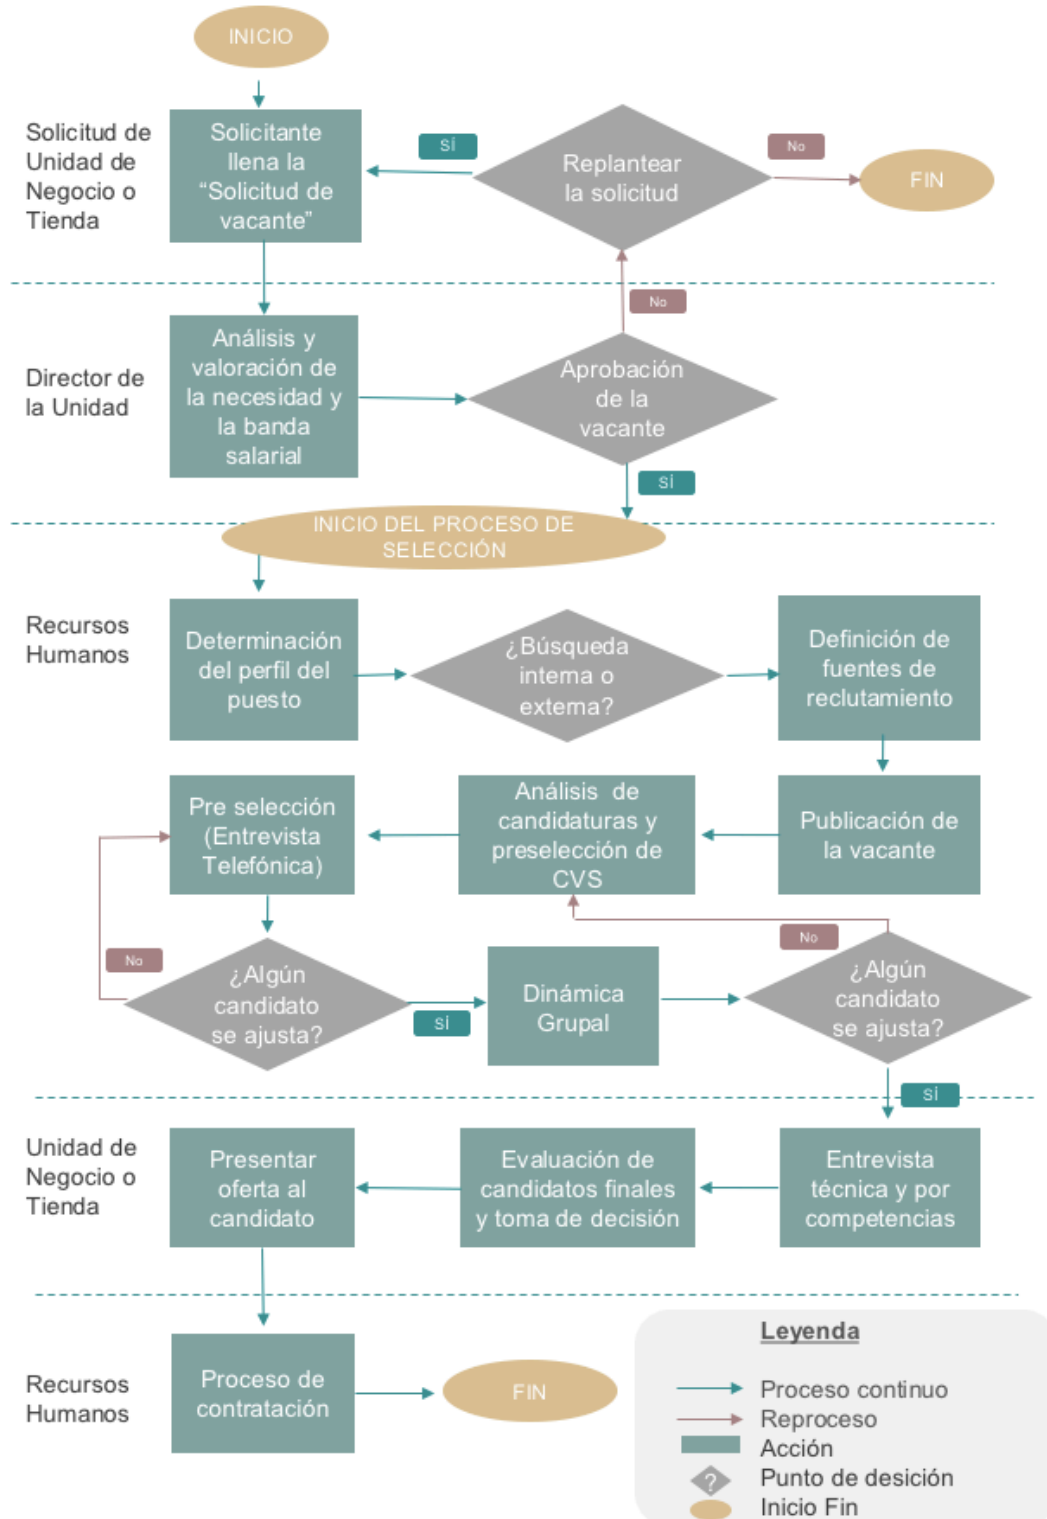 INICIO
Solicitud de
Unidad de
Negocio o
Tienda
Solicitante
llena la
“Solicitud de
vacante”
SÍ
Replantear
la solicitud
No
FIN
No
Director de
la Unidad
Análisis y
valoración de
la necesidad y
la banda
salarial
Aprobación
de la
vacante
SÍ
INICIO DEL PROCESO DE
SELECCIÓN
Recursos
Humanos
Determinación
del perfil del
puesto
¿Búsqueda
interna o
externa?
Definición de
fuentes de
reclutamiento
Pre selección
(Entrevista
Telefónica)
Análisis de
candidaturas y
preselección de
CVS
Publicación de
la vacante
No
¿Algún
candidato
se ajusta?
SÍ
Dinámica
Grupal
No
¿Algún
candidato
se ajusta?
SÍ
Unidad de
Negocio o
Tienda
Presentar
oferta al
candidato
Evaluación de
candidatos finales
y toma de decisión
Entrevista
técnica y por
competencias
Recursos
Humanos
Proceso de
contratación
FIN
Leyenda
Proceso continuo
Reproceso
Acción
? Punto de desición
Inicio Fin